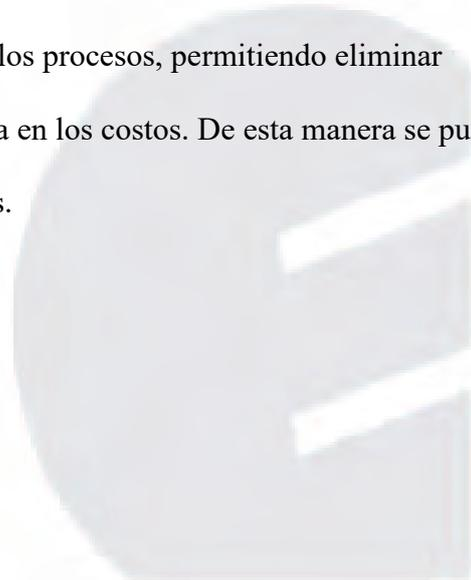 los procesos, permitiendo eliminar
a en los costos. De esta manera se pu
s.